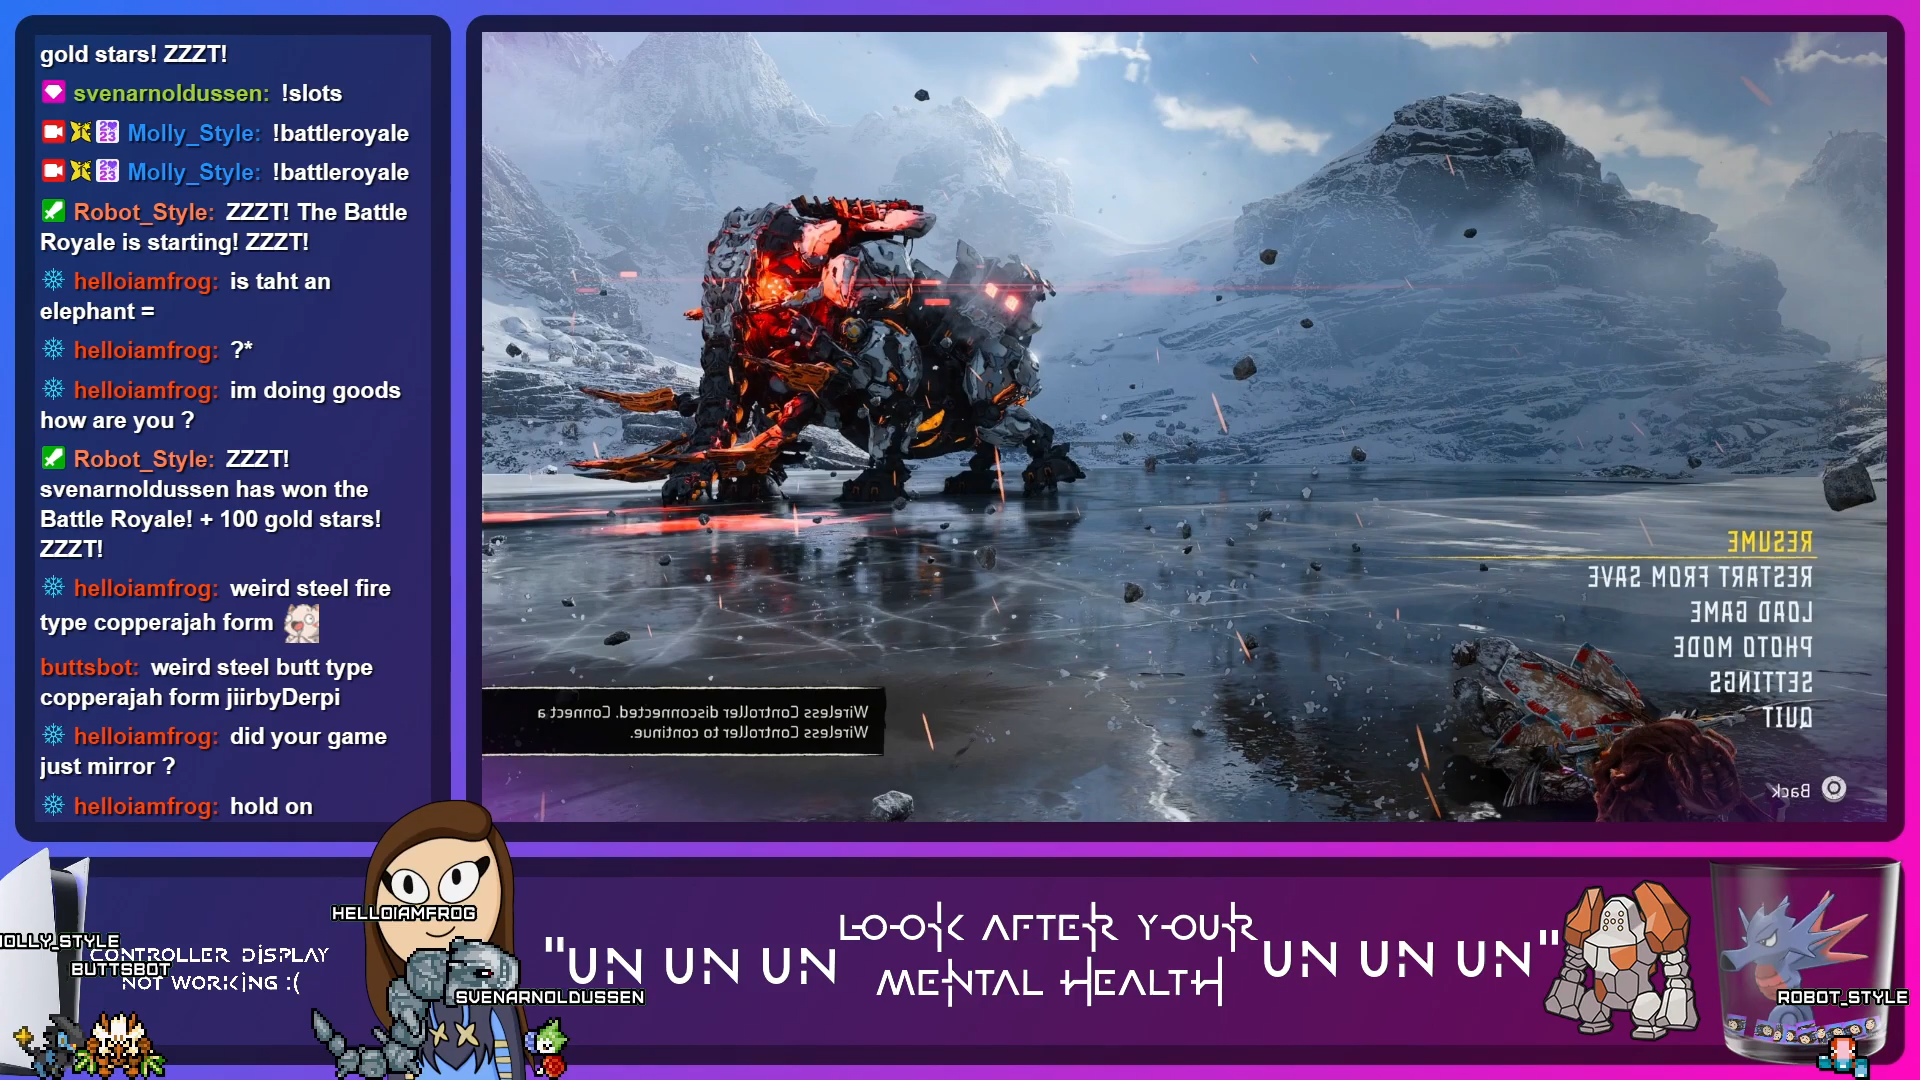 gold stars! ZZZT!
svenarnoldussen: !slots
Molly_Style: !battleroyale
Molly_Style: !battleroyale
Robot_Style: ZZZT! The Battle
Royale is starting! ZZZT!
helloiamfrog: is taht an
elephant =
helloiamfrog: ?*
helloiamfrog: im doing goods
how are you ?
Robot_Style: ZZZT!
svenarnoldussen has won the
Battle Royale! + 100 gold stars!
ZZZT!
helloiamfrog: weird steel fire
type copperajah form
buttsbot: weird steel butt type
copperajah form jiirbyDerpi
helloiamfrog: did your game
just mirror ?
helloiamfrog: hold on
RESUME
RESTART FROM SAVE
LOAD GAME
PHOTO MODE
SETTINGS
QUIT
Wireless Controller disconnected. Connect a
Wireless Controller to continue.
Back
HELLOIAMFROG
MOLLY_STYLE
CONTROLLER DISPLAY
BUTTSBOT
NOT WORKING :(
SVENARNOLDUSSEN
"UN UN UN
LOOK AFTER YOUR
MENTAL HEALTH
UN UN UN"
ROBOT_STYLE